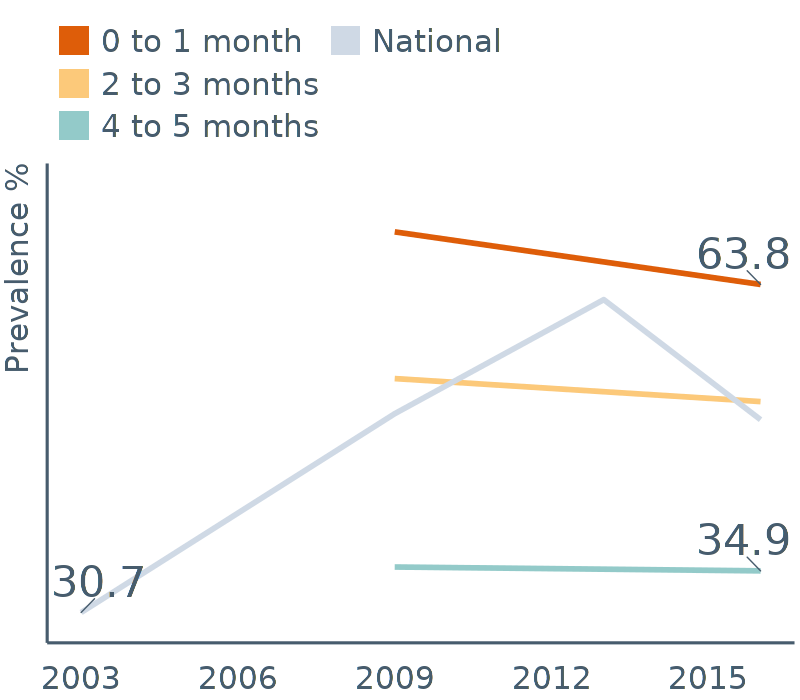 0 to 1 month National
2 to 3 months
4 to 5 months
Prevalence %
63.8
34.9
30.7
2003 2006 2009 2012 2015